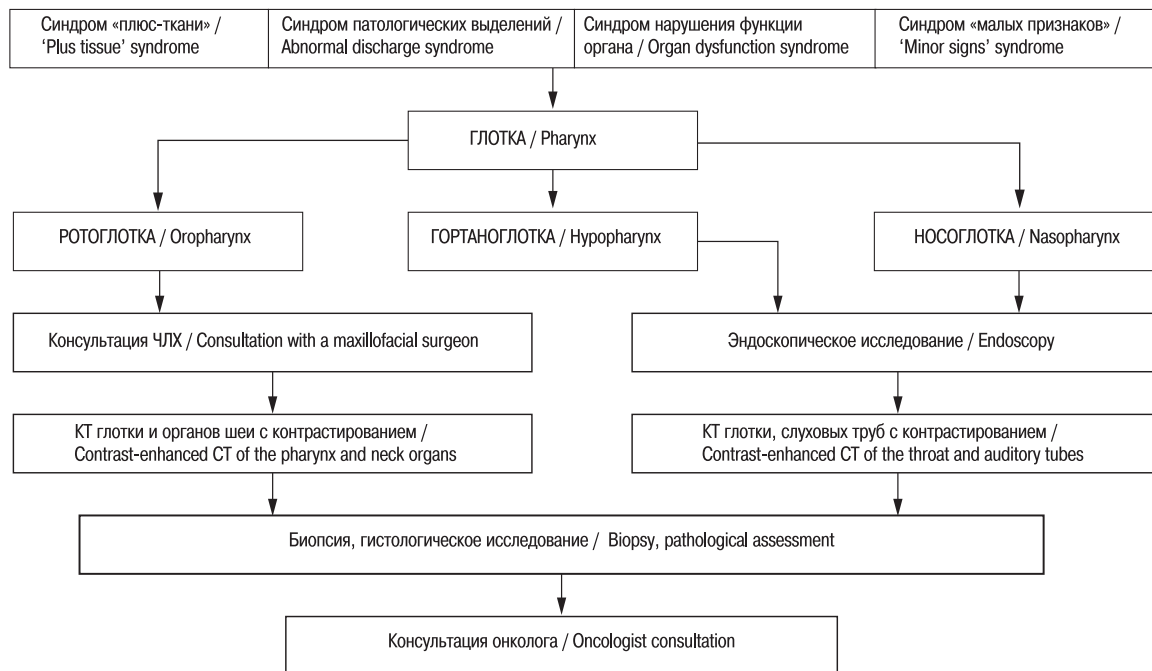 Синдром «плюс-ткани» /
‘Plus tissue’ syndrome
Синдром патологических выделений /
Abnormal discharge syndrome
Синдром нарушения функции
органа / Organ dysfunction syndrome
Синдром «малых признаков» /
‘Minor signs’ syndrome
ГЛОТКА / Pharynx
РОТОГЛОТКА / Oropharynx
ГОРТАНОГЛОТКА / Hypopharynx
НОСОГЛОТКА / Nasopharynx
Консультация ЧЛХ / Consultation with a maxillofacial surgeon
Эндоскопическое исследование / Endoscopy
КТ глотки и органов шеи с контрастированием /
Contrast-enhanced CT of the pharynx and neck organs
КТ глотки, слуховых труб с контрастированием /
Contrast-enhanced CT of the throat and auditory tubes
Биопсия, гистологическое исследование / Biopsy, pathological assessment
Консультация онколога / Oncologist consultation